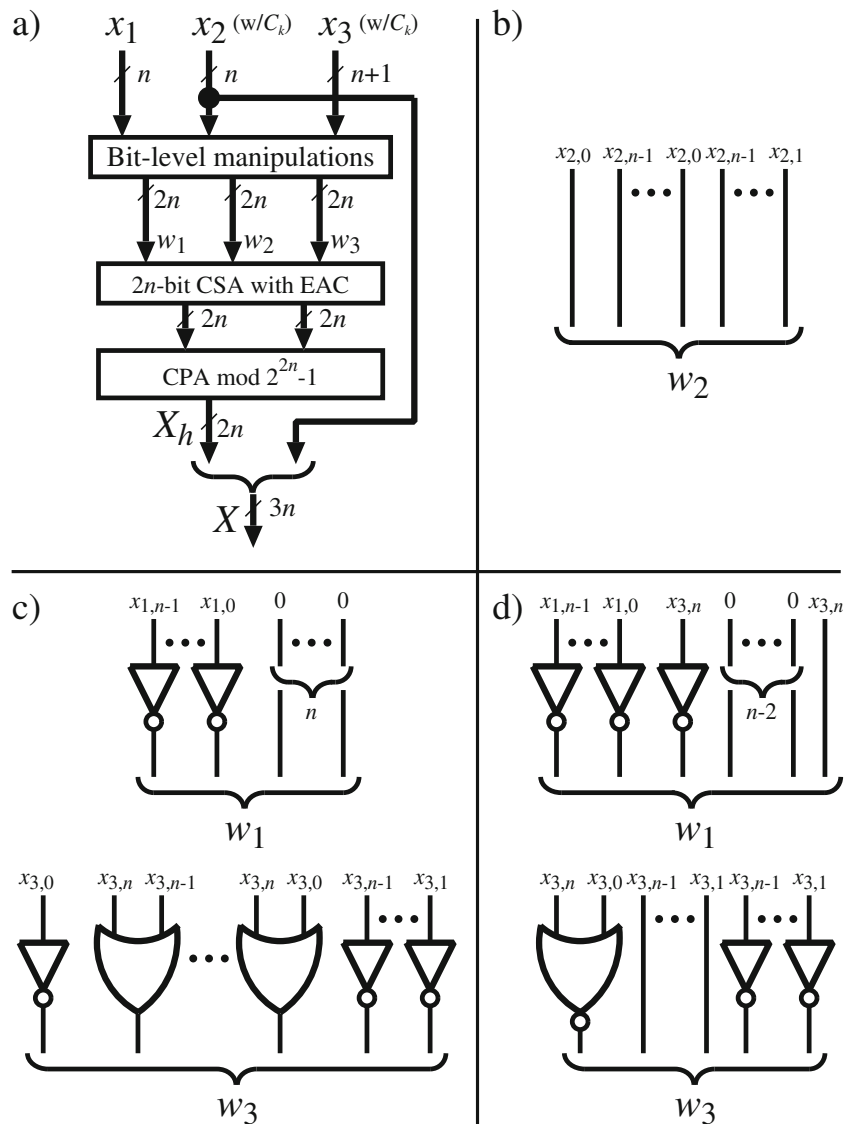 a)
x1 x2 (w/Ck) x3 (w/Ck)
n n n+1
Bit-level manipulations
2n 2n 2n
w1 w2 w3
2n-bit CSA with EAC
2n 2n
CPA mod 2^2n-1
Xh 2n
X 3n
b)
x2,0 x2,n-1 ••• x2,0 x2,n-1 ••• x2,1
w2
c)
x1,n-1 ••• x1,0 0 ••• 0
n
w1
x3,0 x3,n x3,n-1 ••• x3,n x3,0 x3,n-1 ••• x3,1
w3
d)
x1,n-1 ••• x1,0 x3,n 0 ••• 0 x3,n
n-2
w1
x3,n x3,0 x3,n-1 ••• x3,1 x3,n-1 ••• x3,1
w3